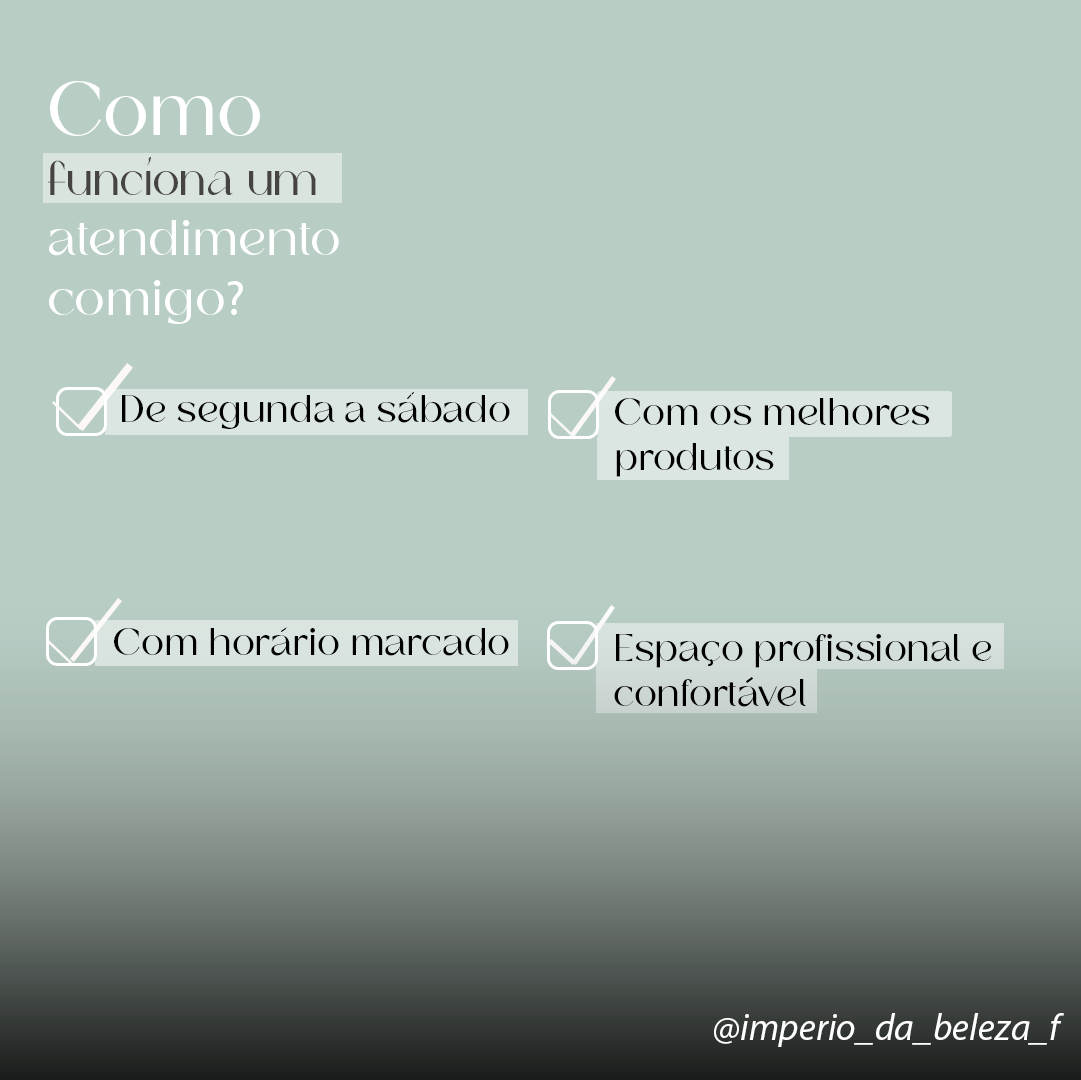 Como
funciona um
atendimento
comigo?
De segunda a sábado
Com os melhores
produtos
Com horário marcado
Espaço profissional e
confortável
@imperio_da_beleza_f